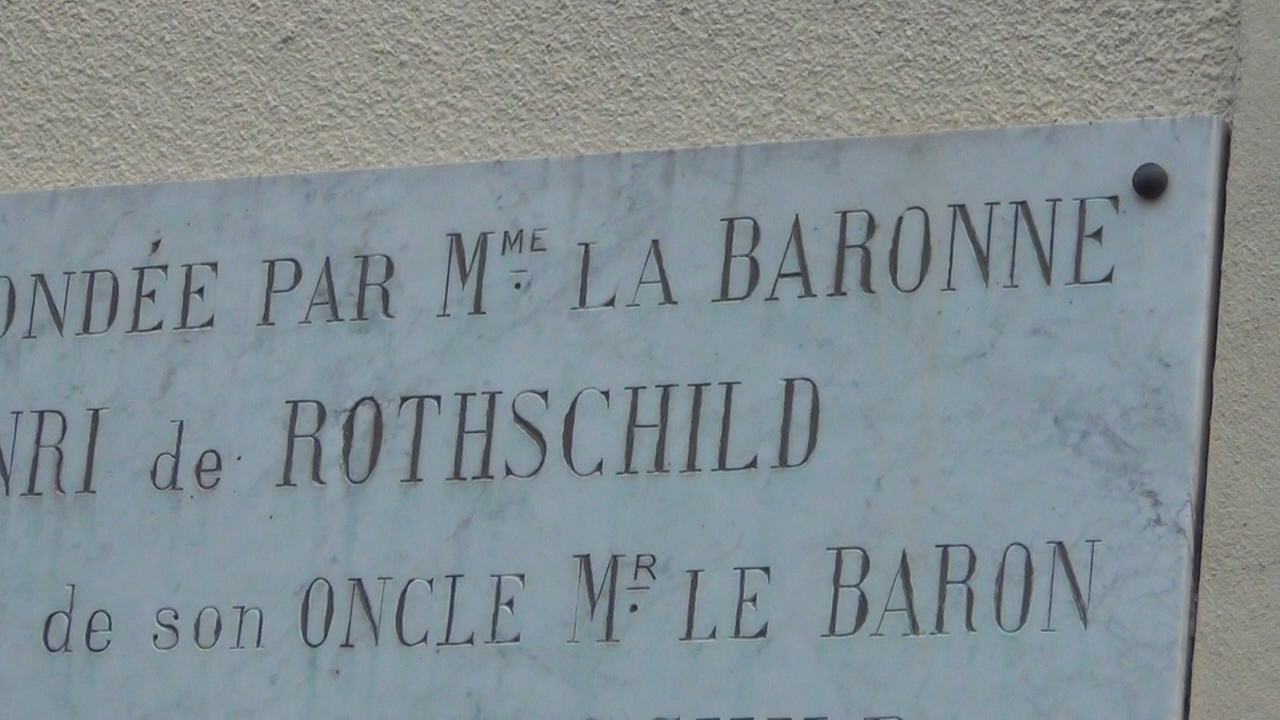 ONDÉE PAR MME LA BARONNE
NRI de ROTHSCHILD
de son ONCLE MR LE BARON